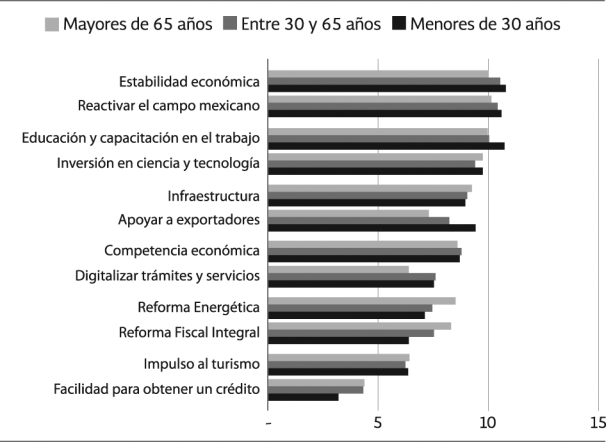 Mayores de 65 años Entre 30 y 65 años Menores de 30 años
Estabilidad económica
Reactivar el campo mexicano
Educación y capacitación en el trabajo
Inversión en ciencia y tecnología
Infraestructura
Apoyar a exportadores
Competencia económica
Digitalizar trámites y servicios
Reforma Energética
Reforma Fiscal Integral
Impulso al turismo
Facilidad para obtener un crédito
- 5 10 15